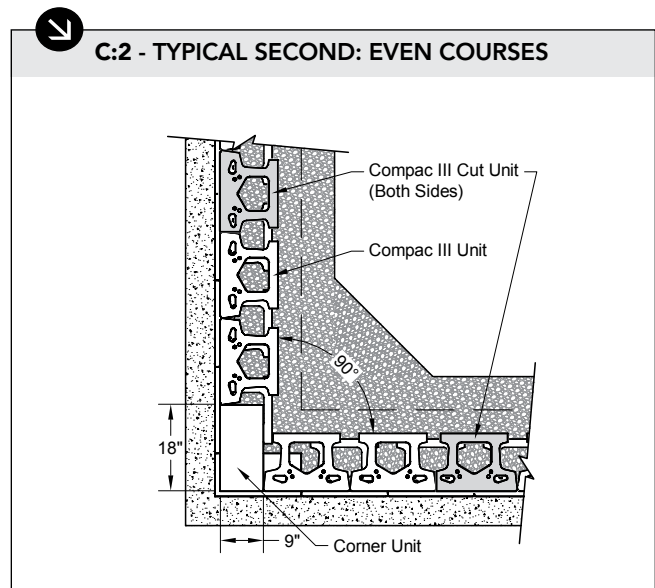 C:2 - TYPICAL SECOND: EVEN COURSES
Compac III Cut Unit
(Both Sides)
Compac III Unit
90°
18"
9"
Corner Unit